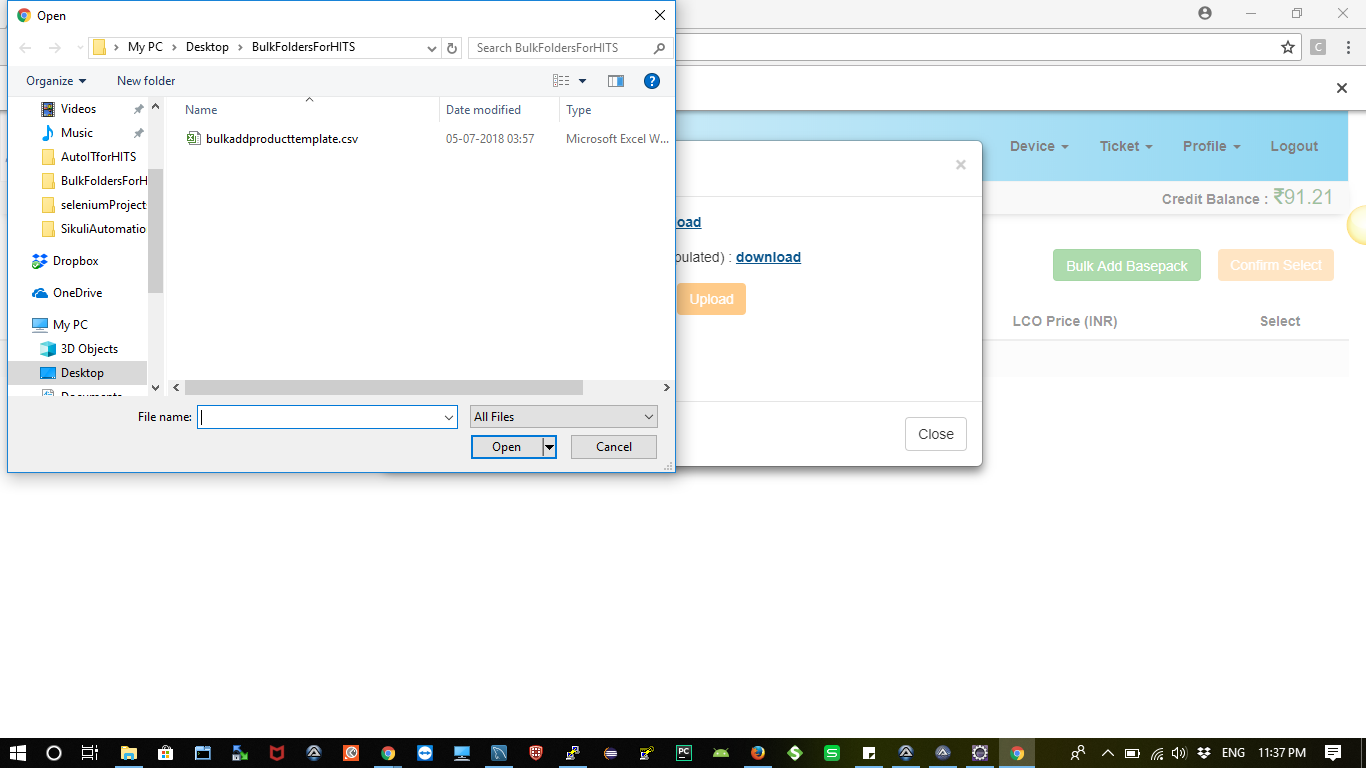 Open
My PC > Desktop > BulkFoldersForHITS
Search BulkFoldersForHITS
Organize
New folder
Videos
Music
AutoITforHITS
BulkFoldersForH
seleniumProject
SikuliAutomatio
Dropbox
OneDrive
My PC
3D Objects
Desktop
Documents
Name
Date modified
Type
bulkaddproducttemplate.csv
05-07-2018 03:57
Microsoft Excel W...
File name:
All Files
Open
Cancel
C
Device
Ticket
Profile
Logout
Credit Balance : ₹91.21
×
oad
pulated) : download
Upload
Close
Bulk Add Basepack
Confirm Select
LCO Price (INR)
Select
PC
ENG
11:37 PM